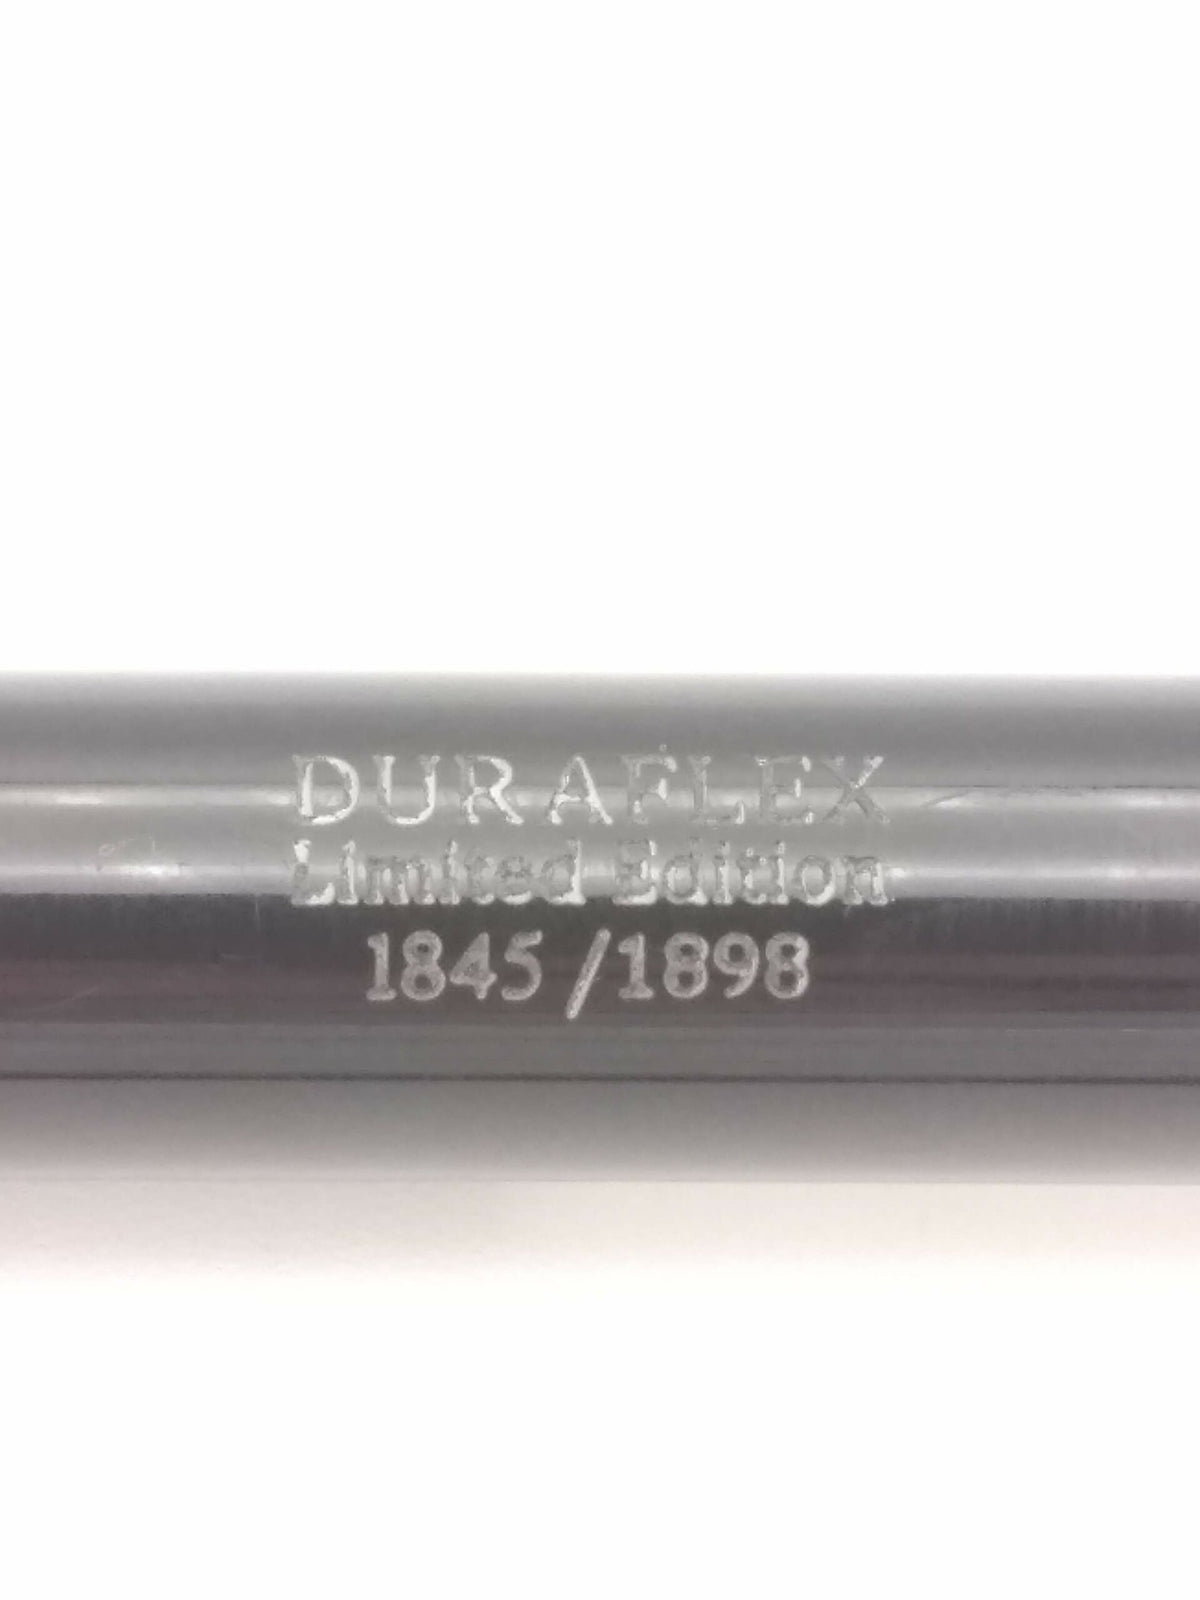 DURAFLEX
Limited Edition
1845/1898